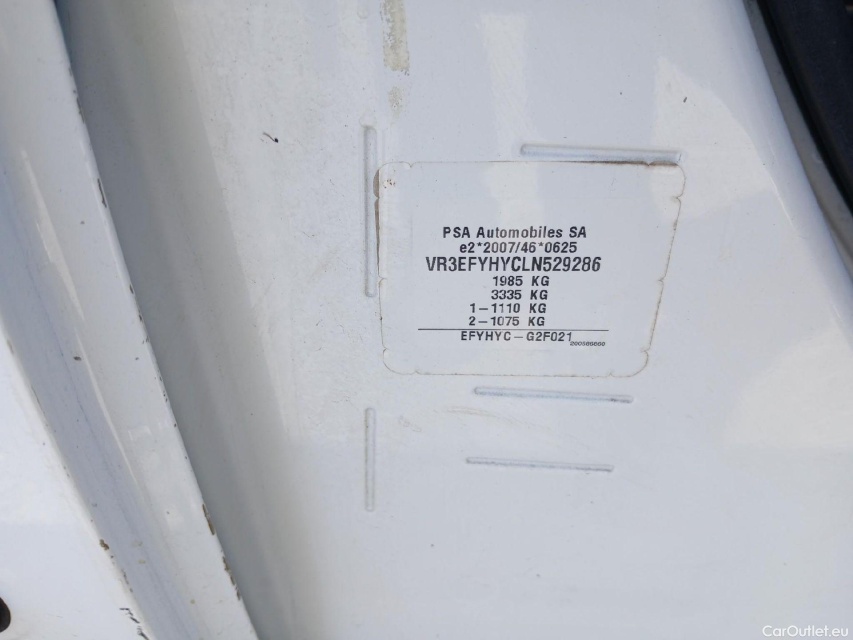 PSA Automobiles SA
e2*2007/46*0625
VR3EFYHYCLN529286
1985 KG
3335 KG
1-1110 KG
2-1075 KG
EFYHYC-G2F021
CarOutlet.eu